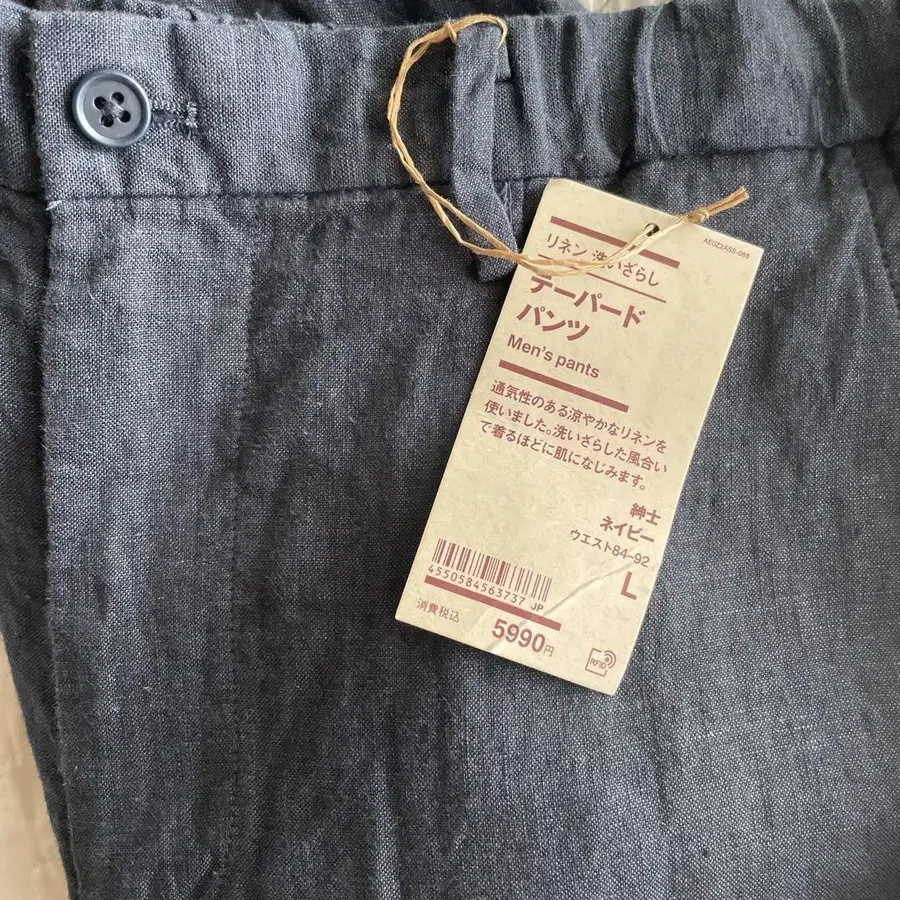 AE0Z2A5S-068
リネン 洗いざらし
テーパード
パンツ
Men's pants
通気性のある涼やかなリネンを
使いました。洗いざらした風合い
で着るほどに肌になじみます。
紳士
ネイビー
ウエスト84-92
L
4550584563737 JP
消費税込
5990円
RFID